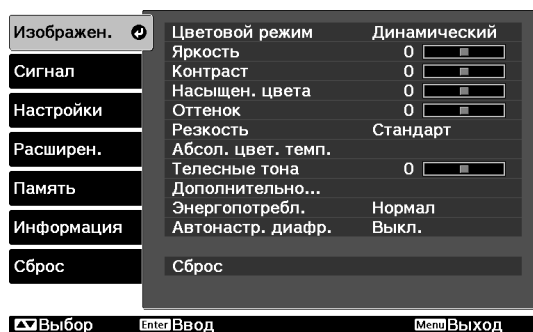 Изображен.
Сигнал
Настройки
Расширен.
Память
Информация
Сброс
Цветовой режим Динамический
Яркость 0
Контраст 0
Насыщен. цвета 0
Оттенок 0
Резкость Стандарт
Абсол. цвет. темп.
Телесные тона 0
Дополнительно...
Энергопотребл. Нормал
Автонастр. диафр. Выкл.
Сброс
Выбор Enter Ввод Menu Выход